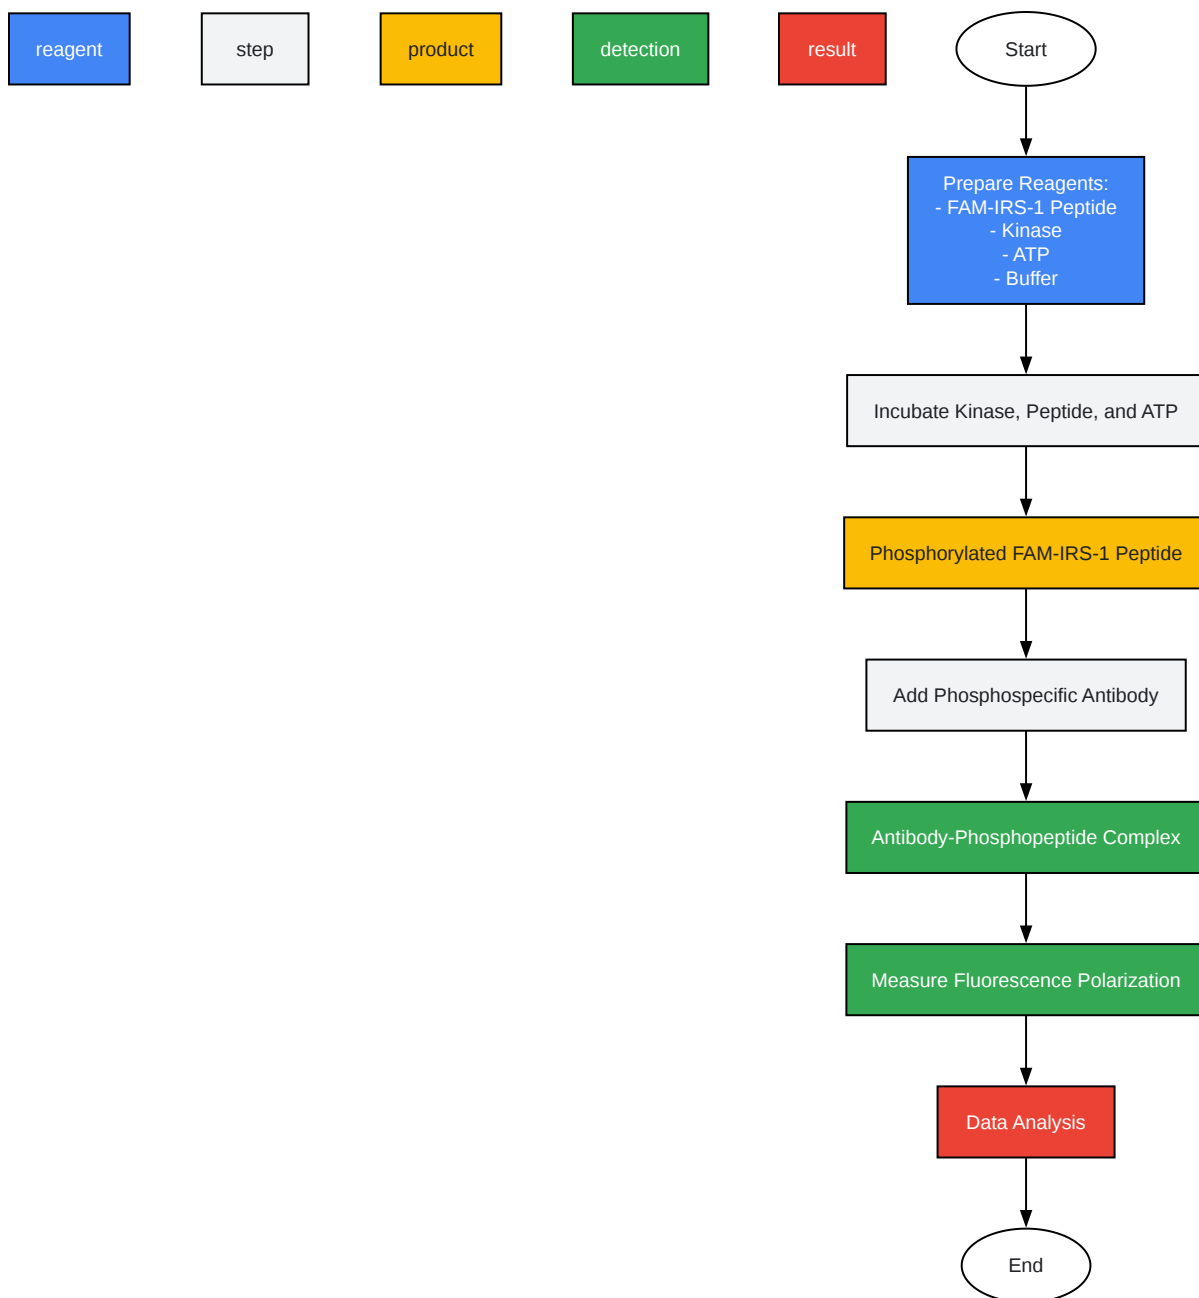 reagent
step
product
detection
result
Start
Prepare Reagents:
- FAM-IRS-1 Peptide
- Kinase
- ATP
- Buffer
Incubate Kinase, Peptide, and ATP
Phosphorylated FAM-IRS-1 Peptide
Add Phosphospecific Antibody
Antibody-Phosphopeptide Complex
Measure Fluorescence Polarization
Data Analysis
End